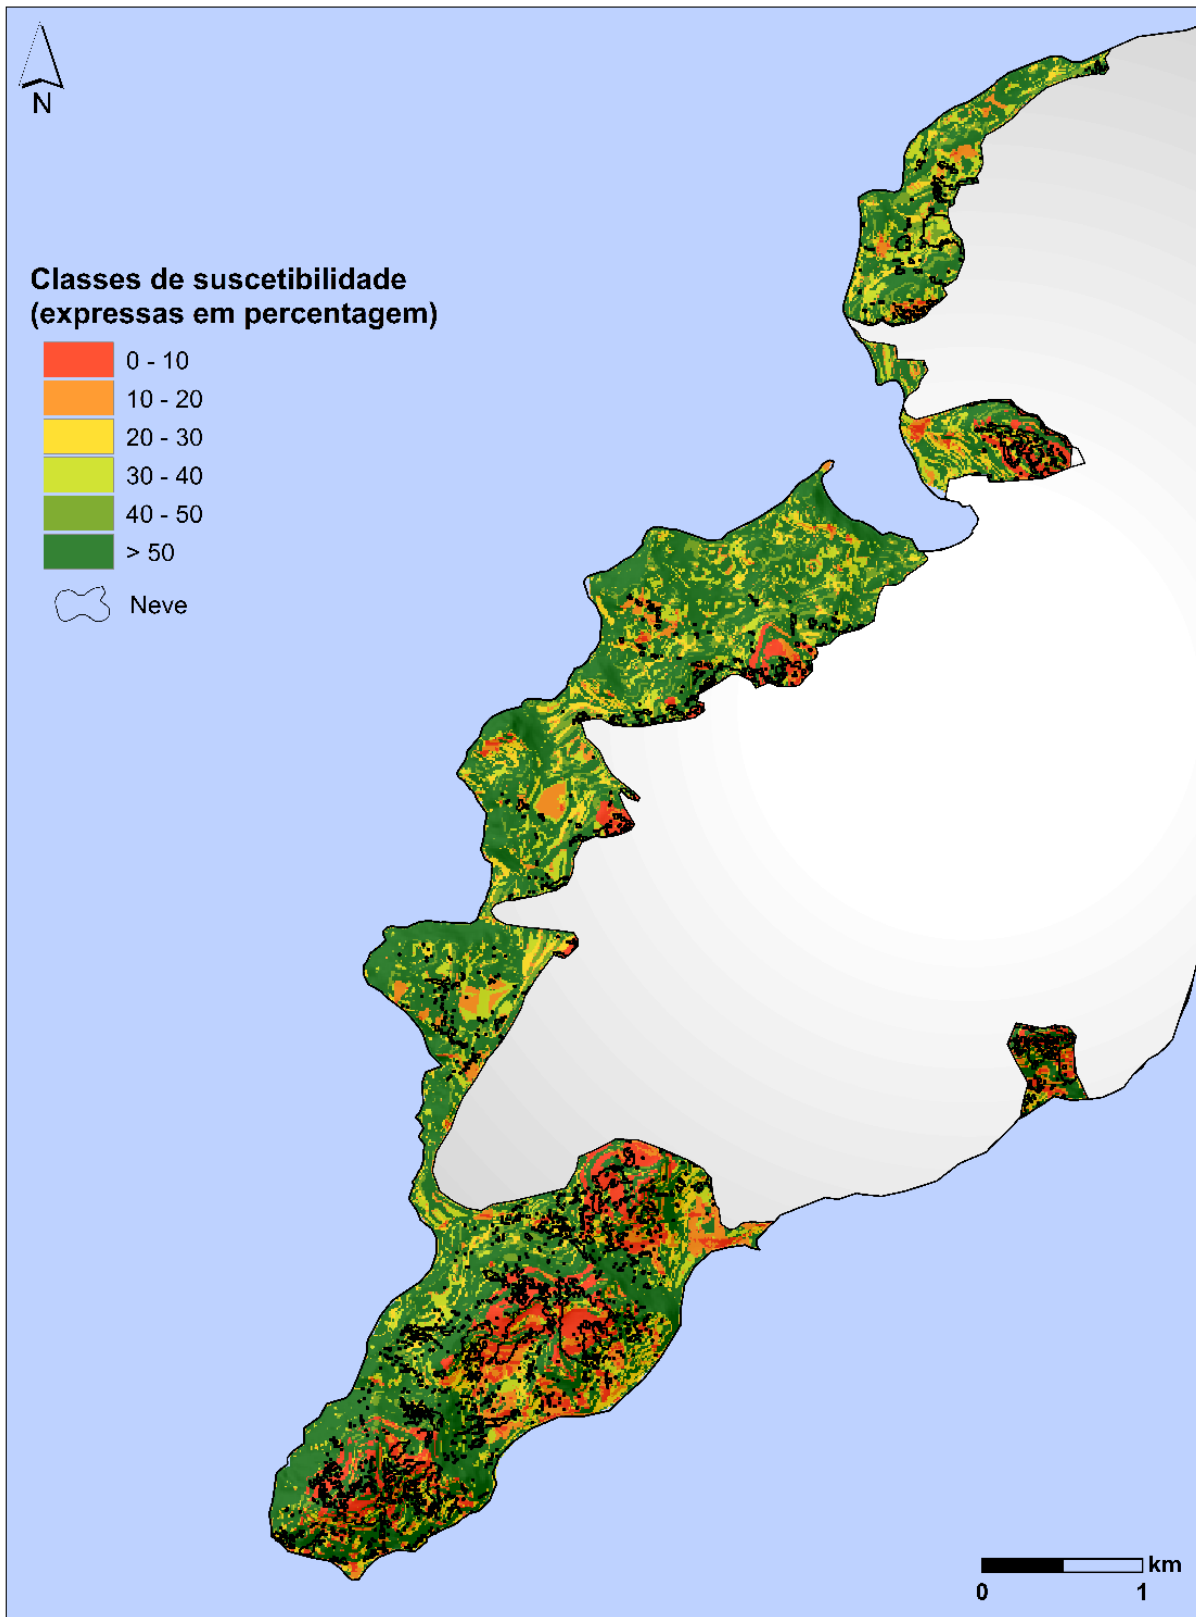 N
Classes de suscetibilidade
(expressas em percentagem)
0 - 10
10 - 20
20 - 30
30 - 40
40 - 50
> 50
Neve
km
0 1